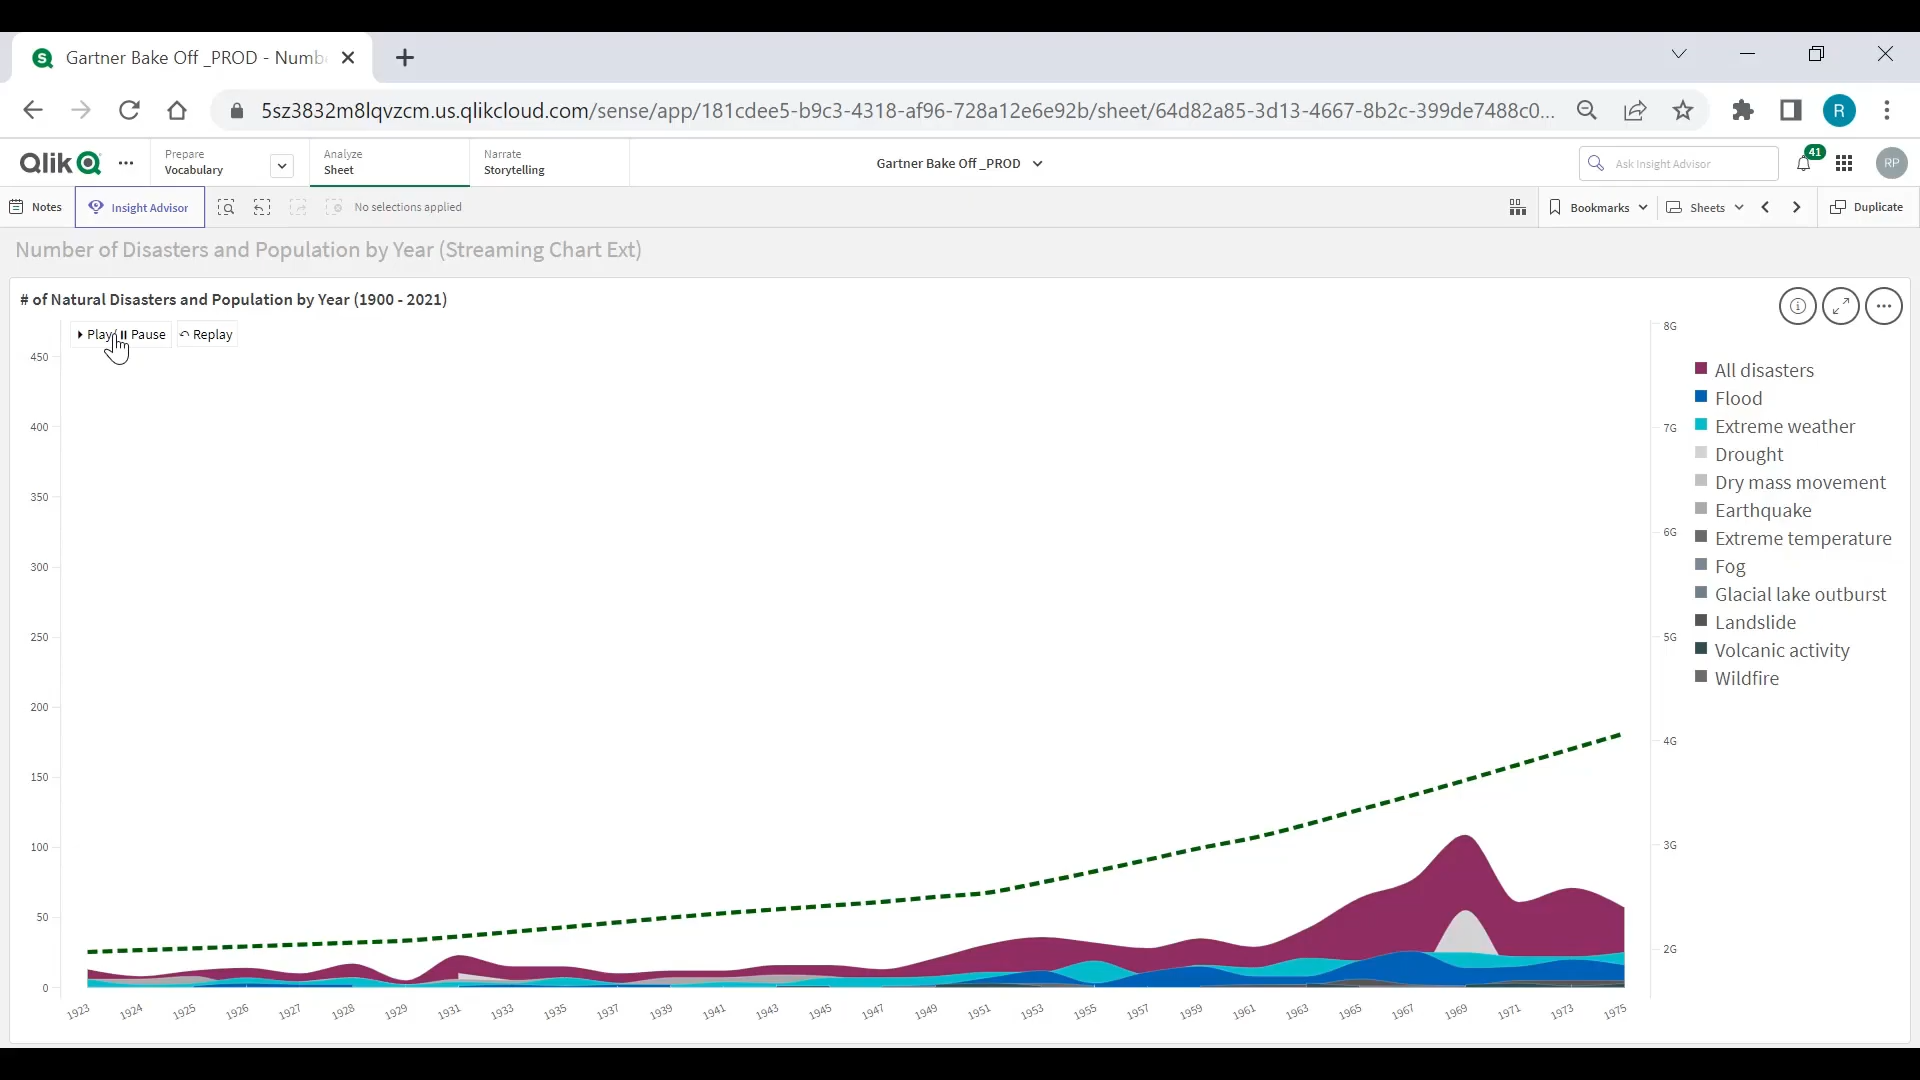 Gartner Bake Off _PROD - Numb
5sz3832m8lqvzcm.us.qlikcloud.com/sense/app/181cdee5-b9c3-4318-af96-728a12e6e92b/sheet/64d82a85-3d13-4667-8b2c-399de7488c0...
R
Qlik
Prepare
Vocabulary
Analyze
Sheet
Narrate
Storytelling
Gartner Bake Off _PROD
Ask Insight Advisor
41
RP
Notes
Insight Advisor
No selections applied
Bookmarks
Sheets
Duplicate
Number of Disasters and Population by Year (Streaming Chart Ext)
# of Natural Disasters and Population by Year (1900 - 2021)
Play/ Pause
Replay
450
400
350
300
250
200
150
100
50
0
8G
7G
6G
5G
4G
3G
2G
All disasters
Flood
Extreme weather
Drought
Dry mass movement
Earthquake
Extreme temperature
Fog
Glacial lake outburst
Landslide
Volcanic activity
Wildfire
1923 1924 1925 1926 1927 1928 1929 1931 1933 1935 1937 1939 1941 1943 1945 1947 1949 1951 1953 1955 1957 1959 1961 1963 1965 1967 1969 1971 1973 1975